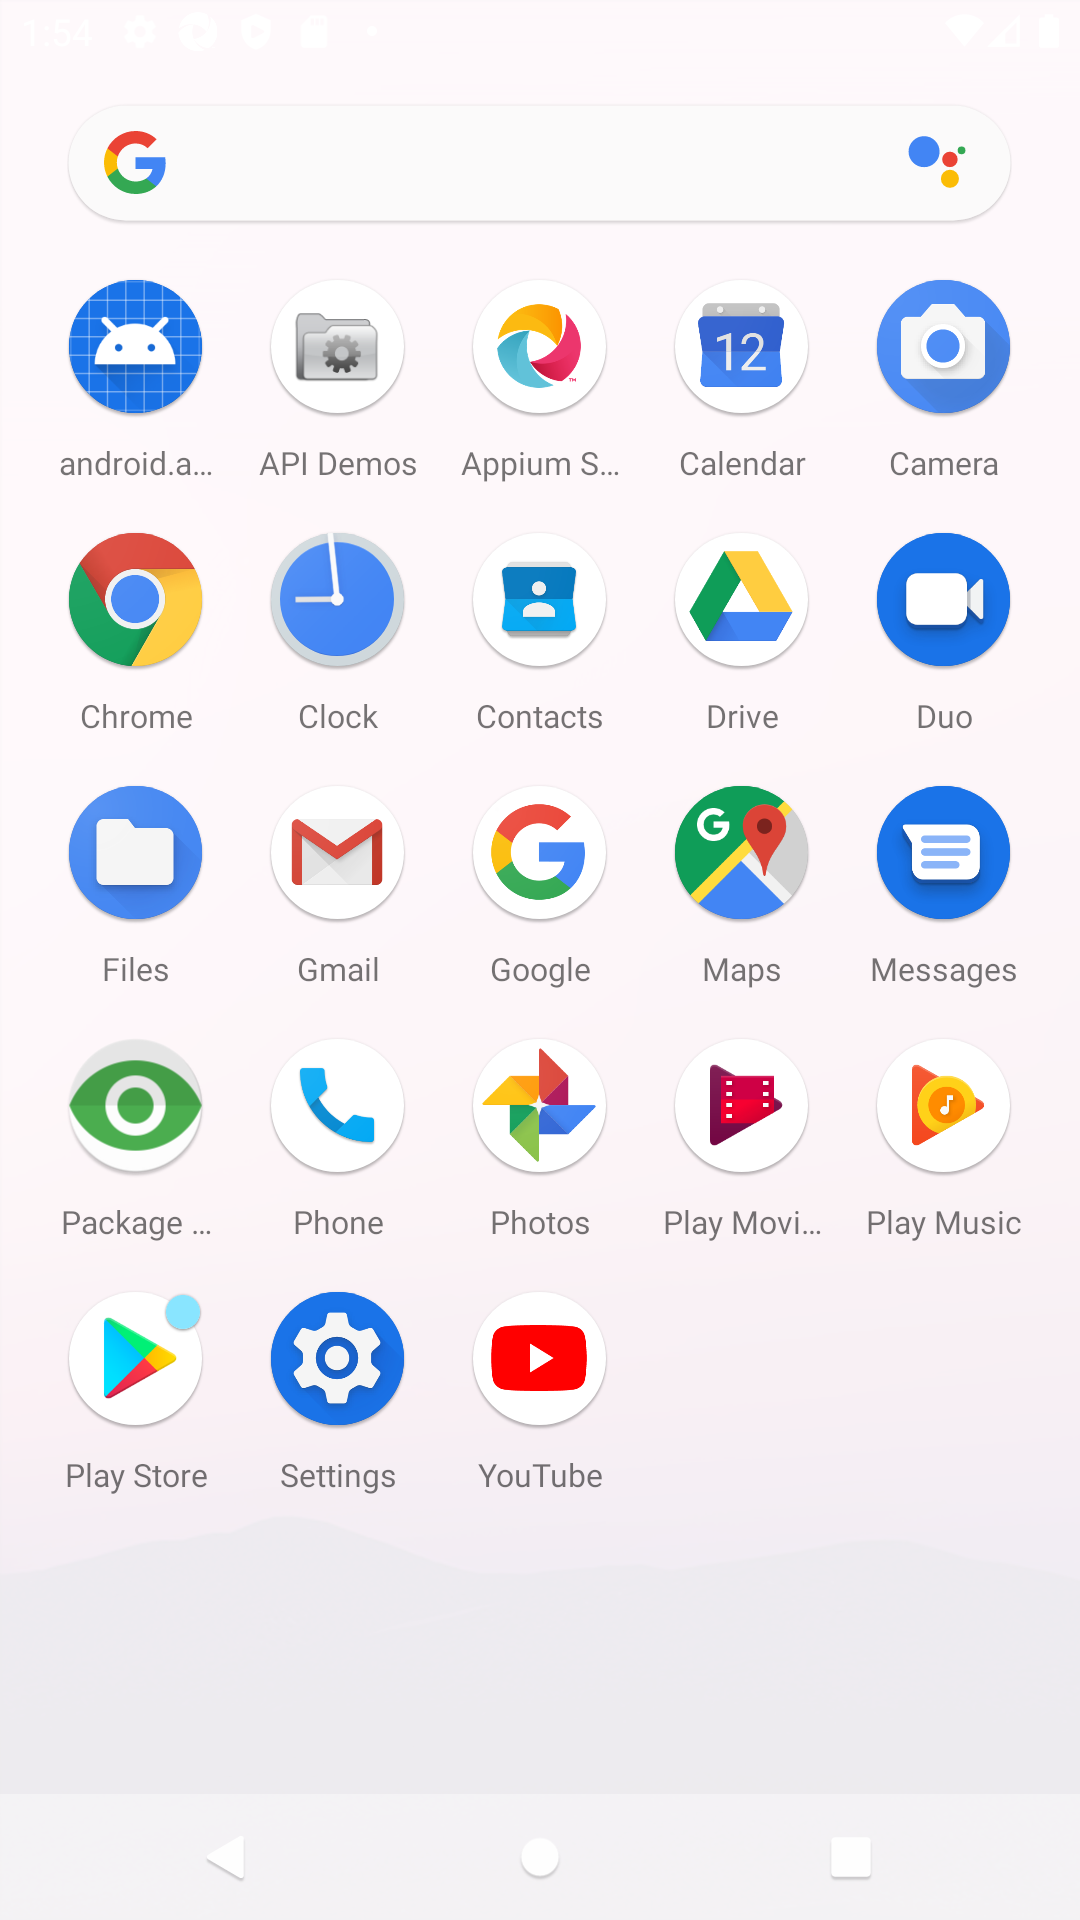 1:54
android.a...
API Demos
Appium S...
12
Calendar
Camera
Chrome
Clock
Contacts
Drive
Duo
Files
Gmail
Google
Maps
Messages
Package ...
Phone
Photos
Play Movi...
Play Music
Play Store
Settings
YouTube